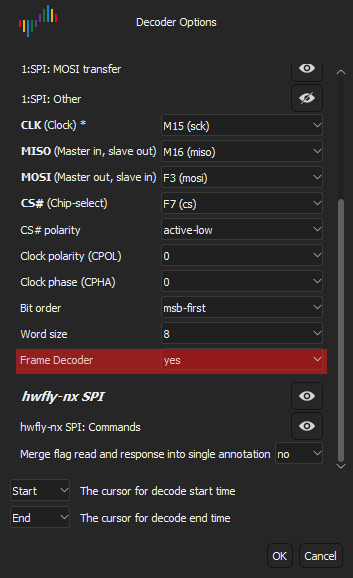 Decoder Options
1:SPI: MOSI transfer
1:SPI: Other
CLK (Clock) * M15 (sck)
MISO (Master in, slave out) M16 (miso)
MOSI (Master out, slave in) F3 (mosi)
CS# (Chip-select) F7 (cs)
CS# polarity active-low
Clock polarity (CPOL) 0
Clock phase (CPHA) 0
Bit order msb-first
Word size 8
Frame Decoder yes
hwfly-nx SPI
hwfly-nx SPI: Commands
Merge flag read and response into single annotation no
Start The cursor for decode start time
End The cursor for decode end time
OK Cancel